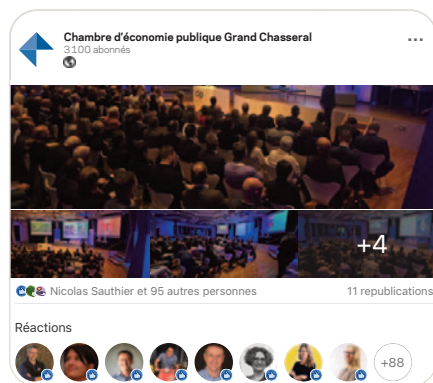 Chambre d'économie publique Grand Chasseral
3100 abonnés
+4
Nicolas Sauthier et 95 autres personnes
11 republications
Réactions
+88